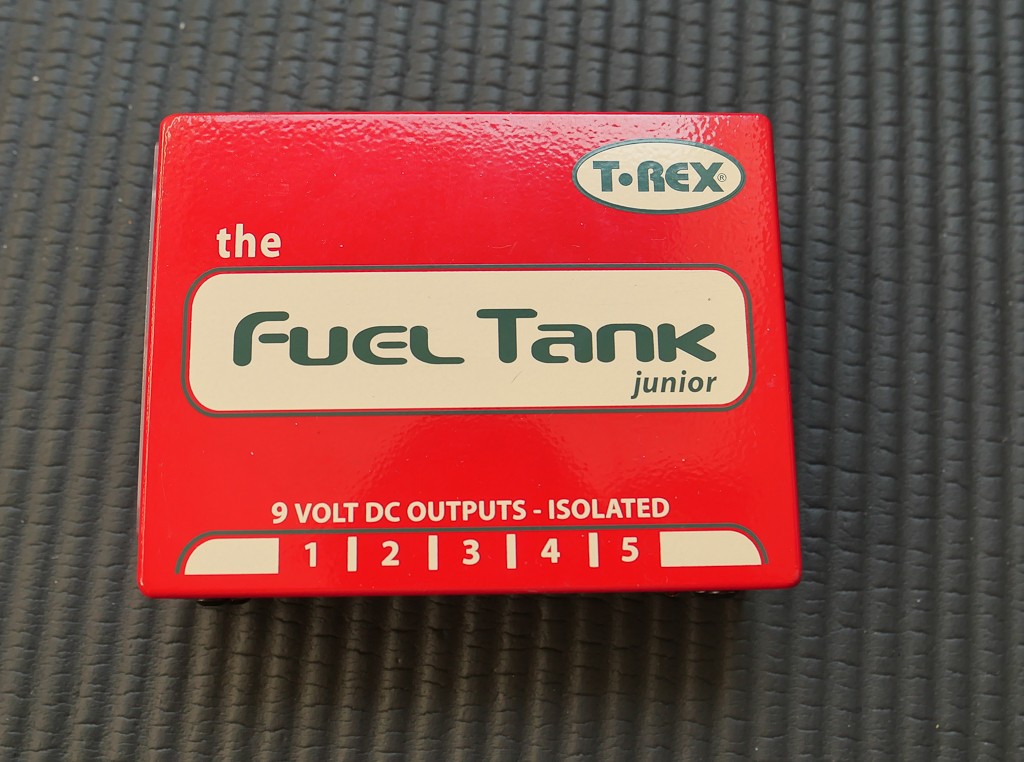 T•REX®
the
Fuel Tank
junior
9 VOLT DC OUTPUTS - ISOLATED
1 | 2 | 3 | 4 | 5